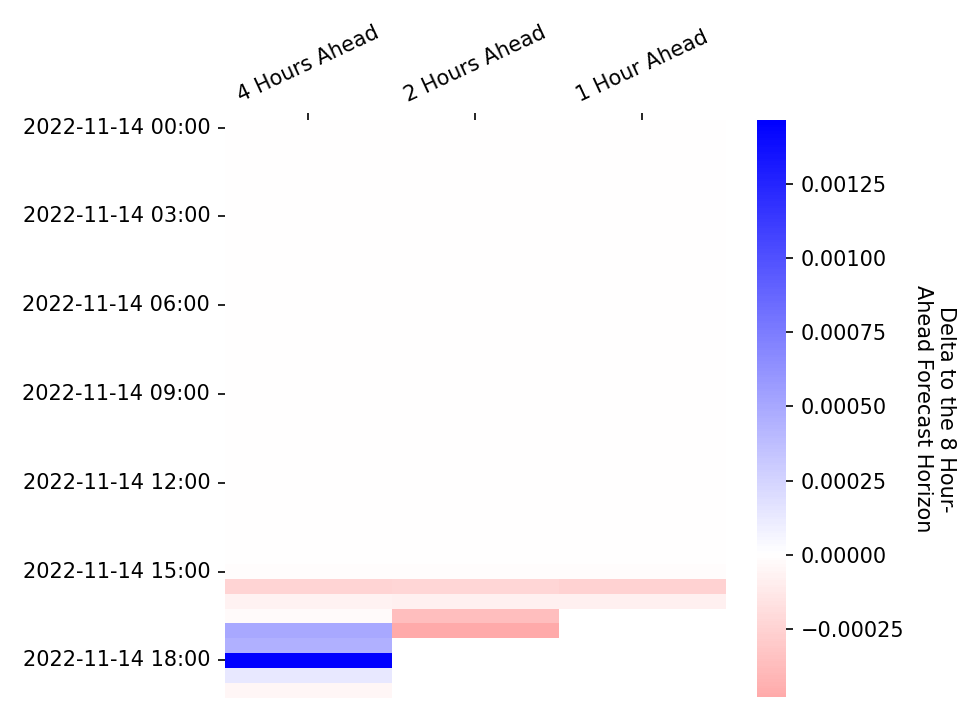 4 Hours Ahead
2 Hours Ahead
1 Hour Ahead
2022-11-14 00:00
2022-11-14 03:00
2022-11-14 06:00
2022-11-14 09:00
2022-11-14 12:00
2022-11-14 15:00
2022-11-14 18:00
0.00125
0.00100
0.00075
0.00050
0.00025
0.00000
−0.00025
Delta to the 8 Hour-
Ahead Forecast Horizon